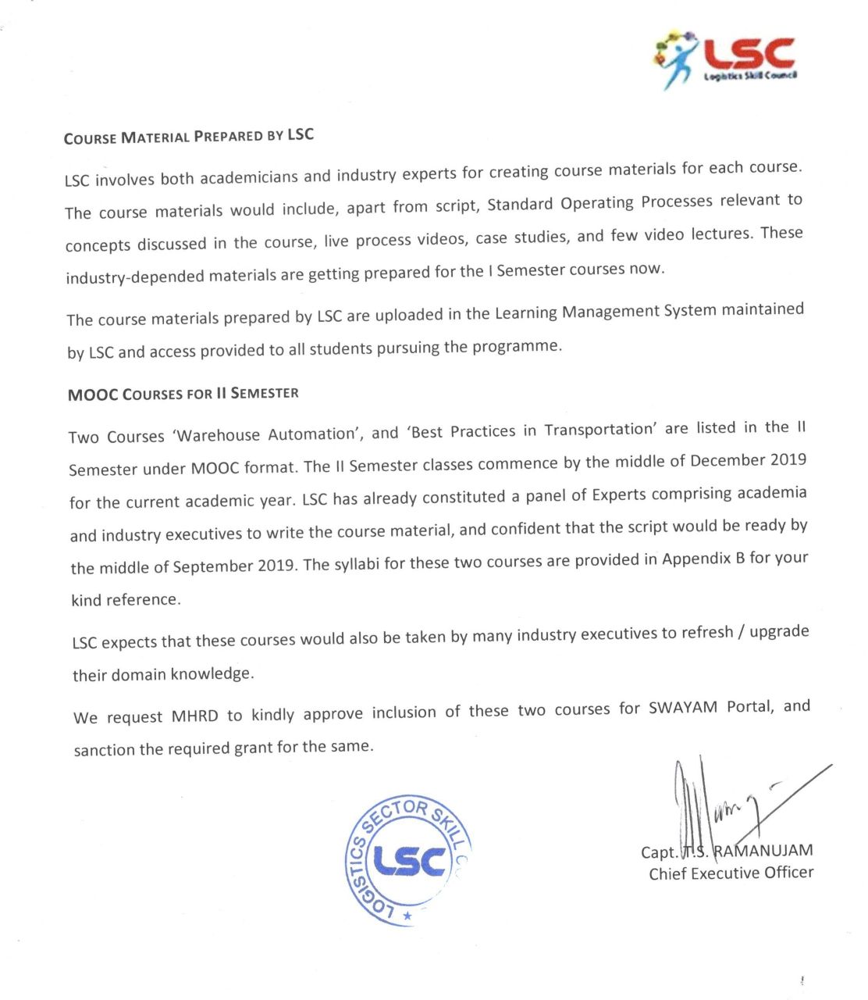 LSC
Logistics Skill Council
COURSE MATERIAL PREPARED BY LSC
LSC involves both academicians and industry experts for creating course materials for each course.
The course materials would include, apart from script, Standard Operating Processes relevant to
concepts discussed in the course, live process videos, case studies, and few video lectures. These
industry-depended materials are getting prepared for the I Semester courses now.
The course materials prepared by LSC are uploaded in the Learning Management System maintained
by LSC and access provided to all students pursuing the programme.
MOOC COURSES FOR II SEMESTER
Two Courses ‘Warehouse Automation’, and ‘Best Practices in Transportation’ are listed in the II
Semester under MOOC format. The II Semester classes commence by the middle of December 2019
for the current academic year. LSC has already constituted a panel of Experts comprising academia
and industry executives to write the course material, and confident that the script would be ready by
the middle of September 2019. The syllabi for these two courses are provided in Appendix B for your
kind reference.
LSC expects that these courses would also be taken by many industry executives to refresh / upgrade
their domain knowledge.
We request MHRD to kindly approve inclusion of these two courses for SWAYAM Portal, and
sanction the required grant for the same.
LOGISTICS SECTOR SKILL
LSC
Capt. T.S. RAMANUJAM
Chief Executive Officer